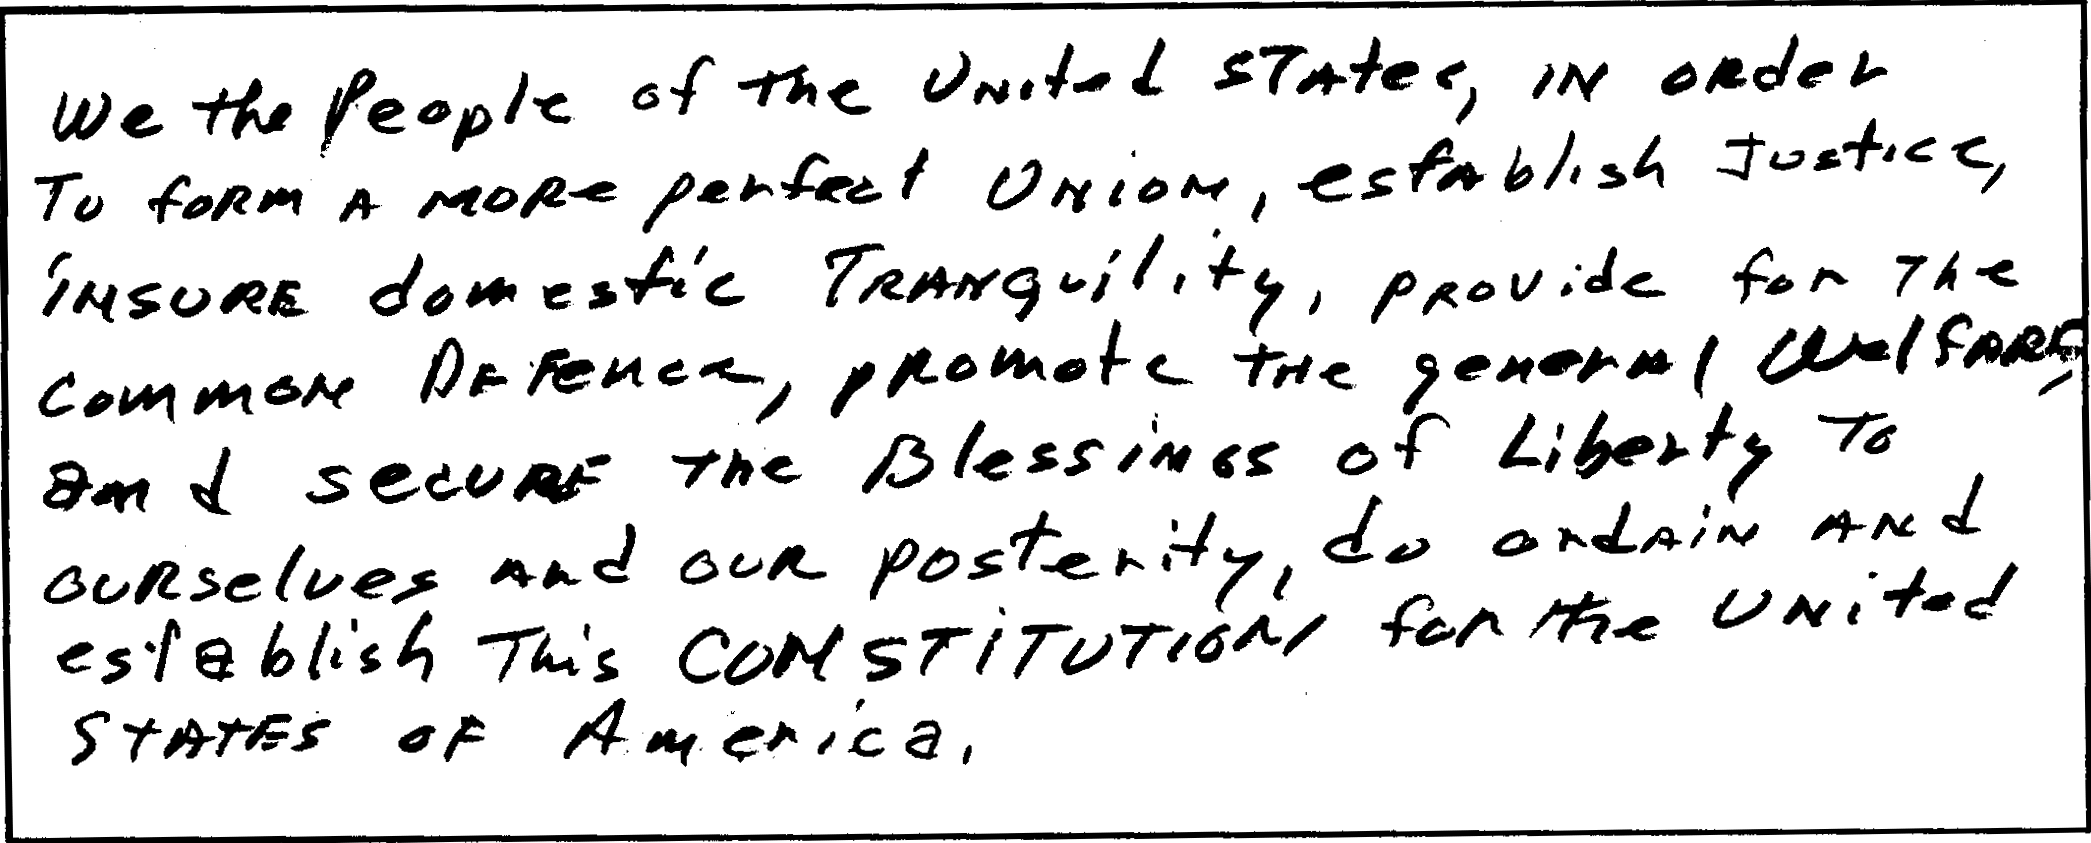 We the People of the United States, in order
To form a more perfect Union, establish Justice,
insure domestic Tranquility, provide for the
common Defence, promote the general Welfare,
and secure the Blessings of Liberty To
ourselves and our posterity, do ordain and
establish This CONSTITUTION for the United
States of America.